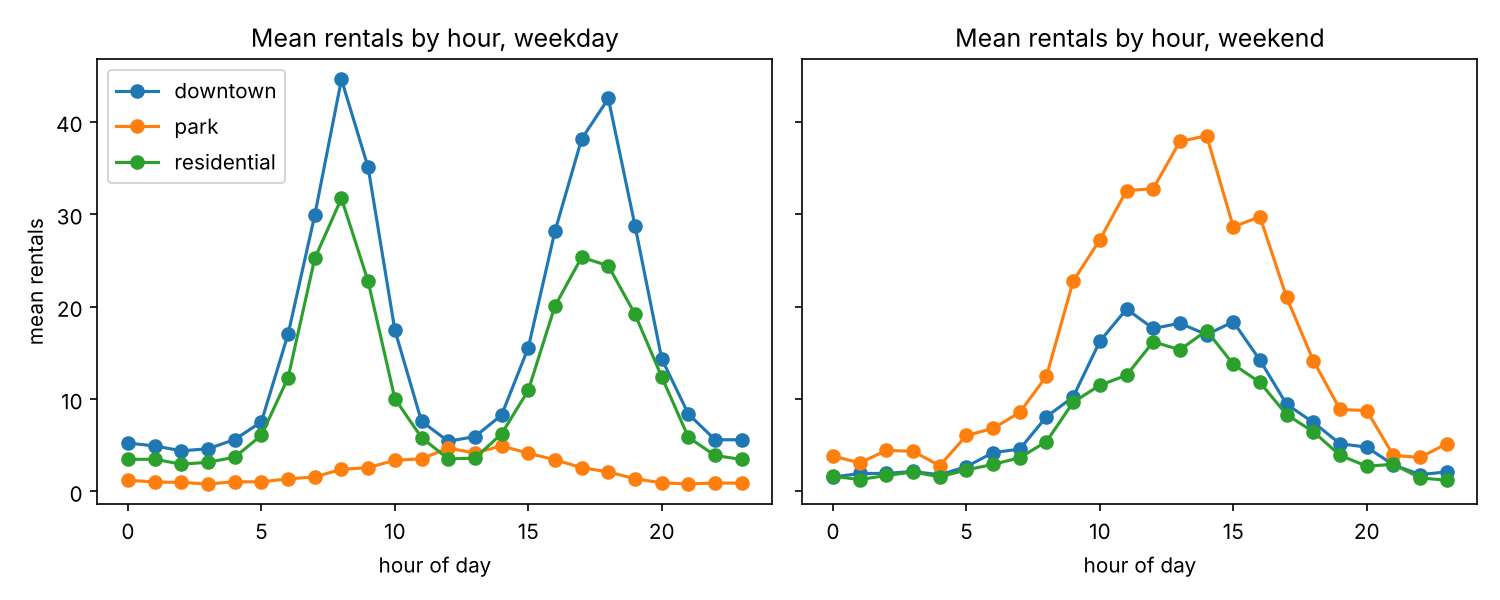 Mean rentals by hour, weekday
Mean rentals by hour, weekend
downtown
park
residential
mean rentals
40
30
20
10
0
0 5 10 15 20
hour of day
0 5 10 15 20
hour of day